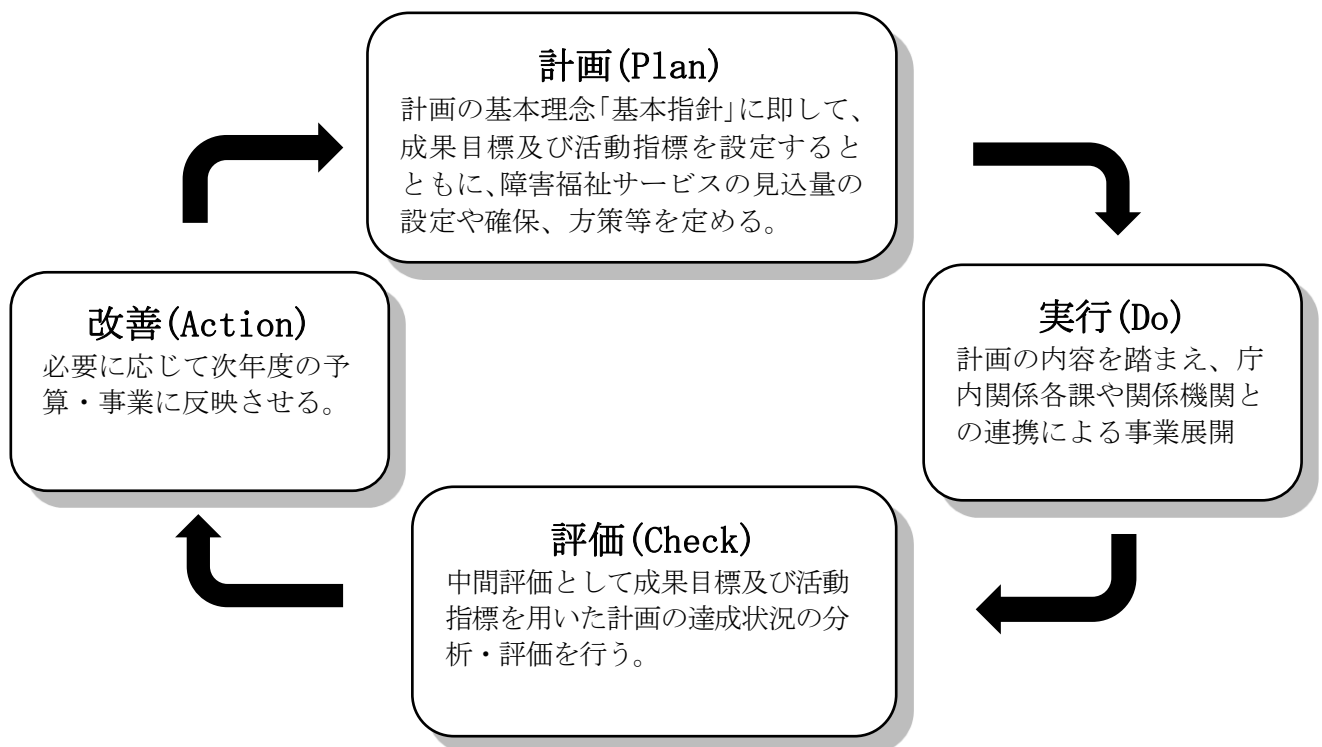 計画(Plan)
計画の基本理念「基本指針」に即して、
成果目標及び活動指標を設定すると
ともに、障害福祉サービスの見込量の
設定や確保、方策等を定める。
改善(Action)
必要に応じて次年度の予
算・事業に反映させる。
実行(Do)
計画の内容を踏まえ、庁
内関係各課や関係機関と
の連携による事業展開
評価(Check)
中間評価として成果目標及び活動
指標を用いた計画の達成状況の分
析・評価を行う。